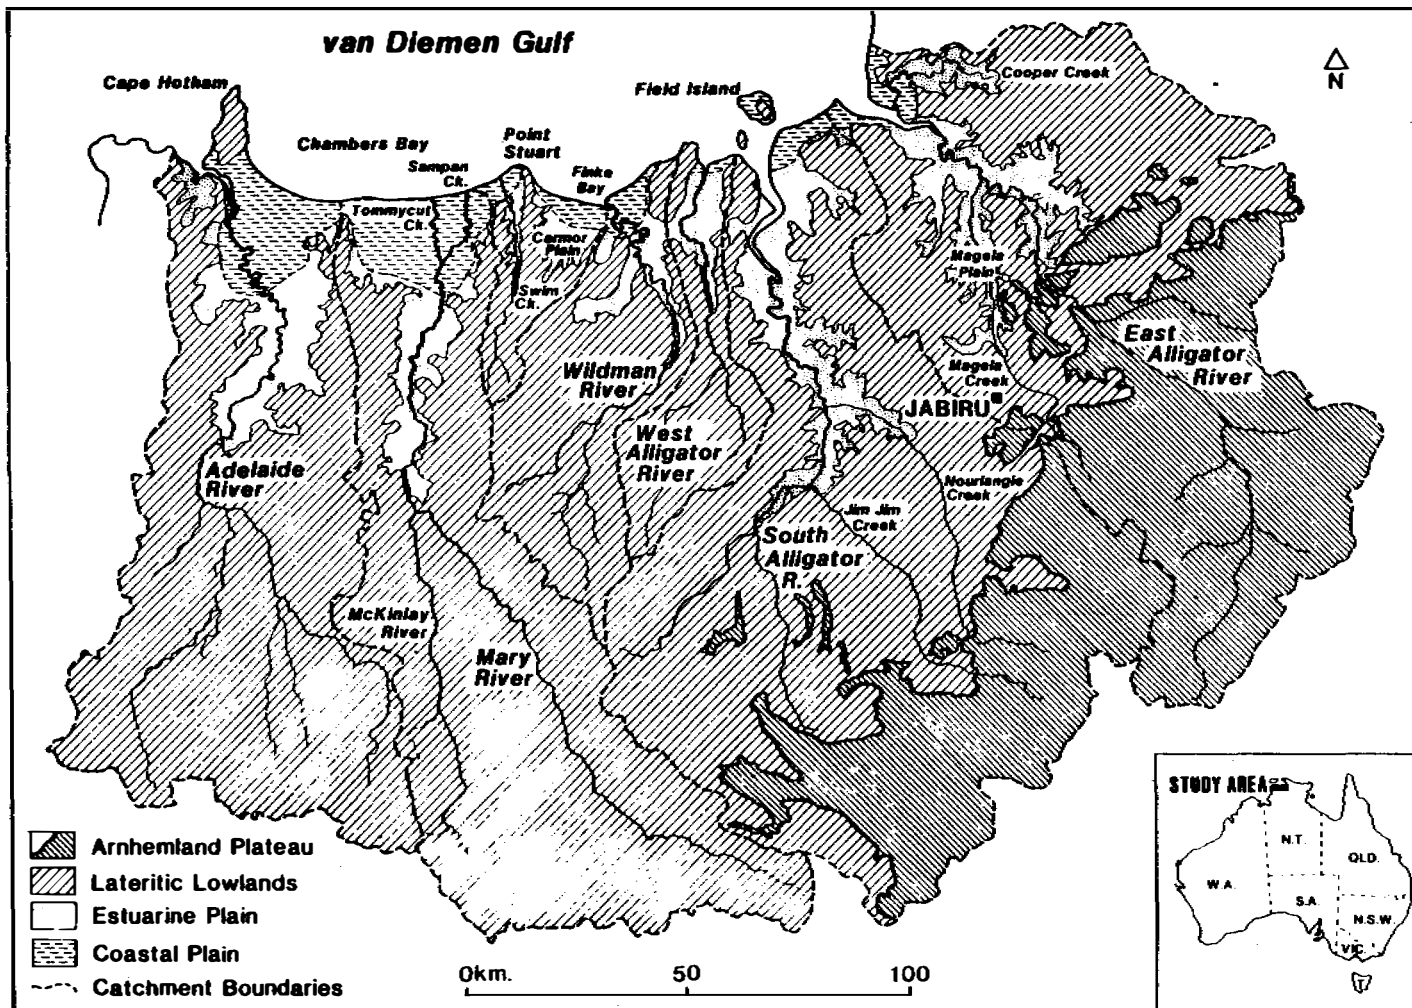 van Diemen Gulf
Cape Hotham
Field Island
Cooper Creek
N
Chambers Bay
Point
Stuart
Sampan
Ck.
Finke
Bay
Tommycut
Ck.
Carmor
Plain
Swim
Ck.
Magela
Plain
East
Alligator
River
Wildman
River
Magela
Creek
JABIRU
West
Alligator
River
Adelaide
River
Nourlangie
Creek
Jim Jim
Creek
South
Alligator
R.
McKinlay
River
Mary
River
STUDY AREA
N.T.
QLD.
W.A.
S.A.
N.S.W.
VIC.
T
Arnhemland Plateau
Lateritic Lowlands
Estuarine Plain
Coastal Plain
Catchment Boundaries
0km.
50
100